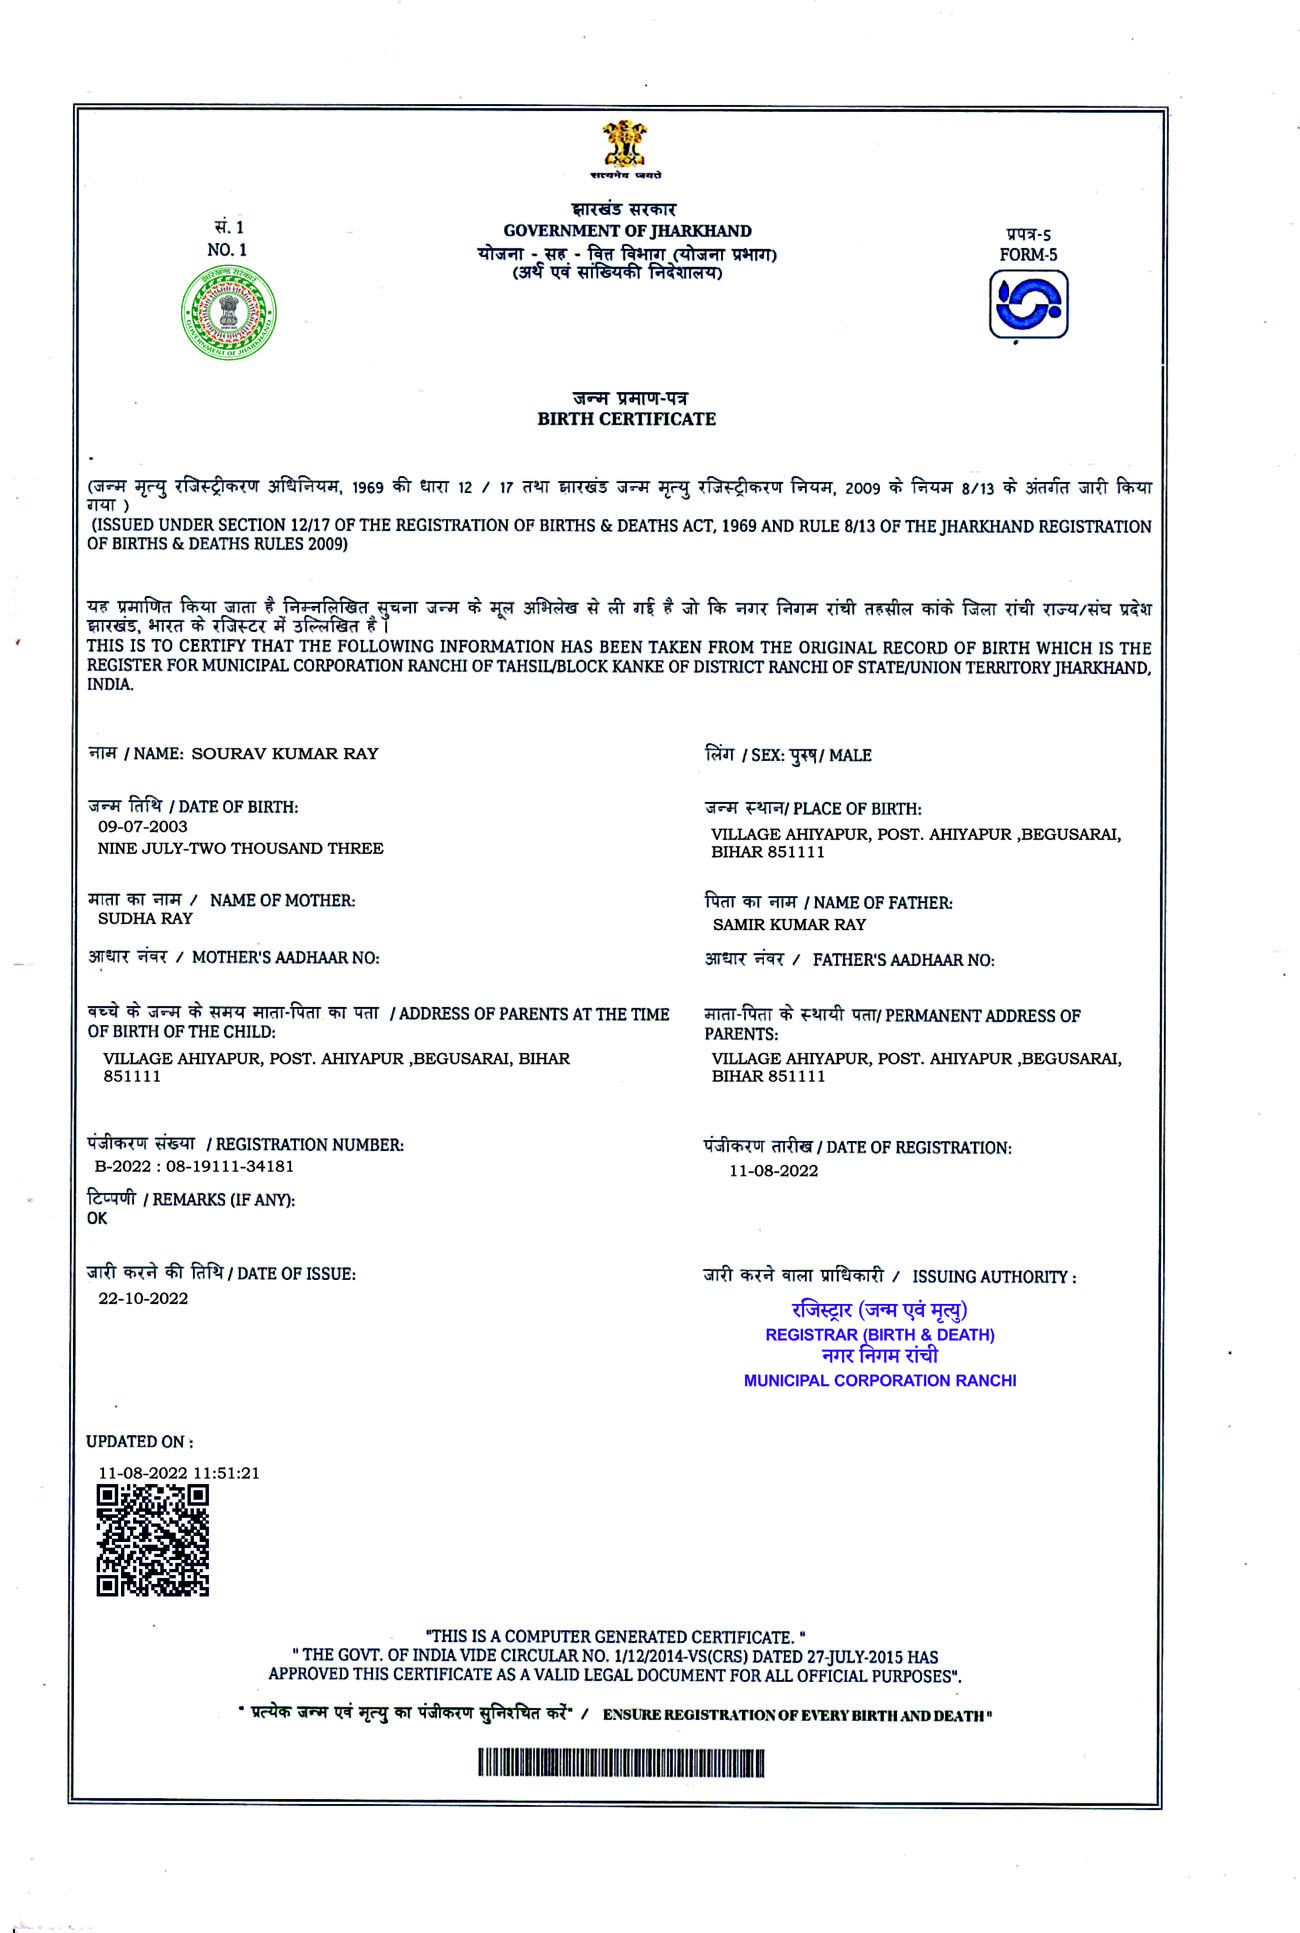 सत्यमेव जयते
झारखंड सरकार
GOVERNMENT OF JHARKHAND
योजना - सह - वित्त विभाग (योजना प्रभाग)
(अर्थ एवं सांख्यिकी निदेशालय)
सं. 1
NO. 1
झारखण्ड सरकार
GOVERNMENT OF JHARKHAND
प्रपत्र-5
FORM-5
जन्म प्रमाण-पत्र
BIRTH CERTIFICATE
(जन्म मृत्यु रजिस्ट्रीकरण अधिनियम, 1969 की धारा 12 / 17 तथा झारखंड जन्म मृत्यु रजिस्ट्रीकरण नियम, 2009 के नियम 8/13 के अंतर्गत जारी किया
गया )
(ISSUED UNDER SECTION 12/17 OF THE REGISTRATION OF BIRTHS & DEATHS ACT, 1969 AND RULE 8/13 OF THE JHARKHAND REGISTRATION
OF BIRTHS & DEATHS RULES 2009)
यह प्रमाणित किया जाता है निम्नलिखित सुचना जन्म के मूल अभिलेख से ली गई है जो कि नगर निगम रांची तहसील कांके जिला रांची राज्य/संघ प्रदेश
झारखंड, भारत के रजिस्टर में उल्लिखित है।
THIS IS TO CERTIFY THAT THE FOLLOWING INFORMATION HAS BEEN TAKEN FROM THE ORIGINAL RECORD OF BIRTH WHICH IS THE
REGISTER FOR MUNICIPAL CORPORATION RANCHI OF TAHSIL/BLOCK KANKE OF DISTRICT RANCHI OF STATE/UNION TERRITORY JHARKHAND,
INDIA.
नाम / NAME: SOURAV KUMAR RAY
लिंग / SEX: पुरुष/ MALE
जन्म तिथि / DATE OF BIRTH:
09-07-2003
NINE JULY-TWO THOUSAND THREE
जन्म स्थान/ PLACE OF BIRTH:
VILLAGE AHIYAPUR, POST. AHIYAPUR ,BEGUSARAI,
BIHAR 851111
माता का नाम / NAME OF MOTHER:
SUDHA RAY
पिता का नाम / NAME OF FATHER:
SAMIR KUMAR RAY
आधार नंबर / MOTHER'S AADHAAR NO:
आधार नंबर / FATHER'S AADHAAR NO:
बच्चे के जन्म के समय माता-पिता का पता / ADDRESS OF PARENTS AT THE TIME
OF BIRTH OF THE CHILD:
VILLAGE AHIYAPUR, POST. AHIYAPUR ,BEGUSARAI, BIHAR
851111
माता-पिता के स्थायी पता/ PERMANENT ADDRESS OF
PARENTS:
VILLAGE AHIYAPUR, POST. AHIYAPUR ,BEGUSARAI,
BIHAR 851111
पंजीकरण संख्या / REGISTRATION NUMBER:
B-2022 : 08-19111-34181
पंजीकरण तारीख / DATE OF REGISTRATION:
11-08-2022
टिप्पणी / REMARKS (IF ANY):
OK
जारी करने की तिथि / DATE OF ISSUE:
22-10-2022
जारी करने वाला प्राधिकारी / ISSUING AUTHORITY :
रजिस्ट्रार (जन्म एवं मृत्यु)
REGISTRAR (BIRTH & DEATH)
नगर निगम रांची
MUNICIPAL CORPORATION RANCHI
UPDATED ON :
11-08-2022 11:51:21
"THIS IS A COMPUTER GENERATED CERTIFICATE. "
" THE GOVT. OF INDIA VIDE CIRCULAR NO. 1/12/2014-VS(CRS) DATED 27-JULY-2015 HAS
APPROVED THIS CERTIFICATE AS A VALID LEGAL DOCUMENT FOR ALL OFFICIAL PURPOSES".
" प्रत्येक जन्म एवं मृत्यु का पंजीकरण सुनिश्चित करें" / ENSURE REGISTRATION OF EVERY BIRTH AND DEATH "